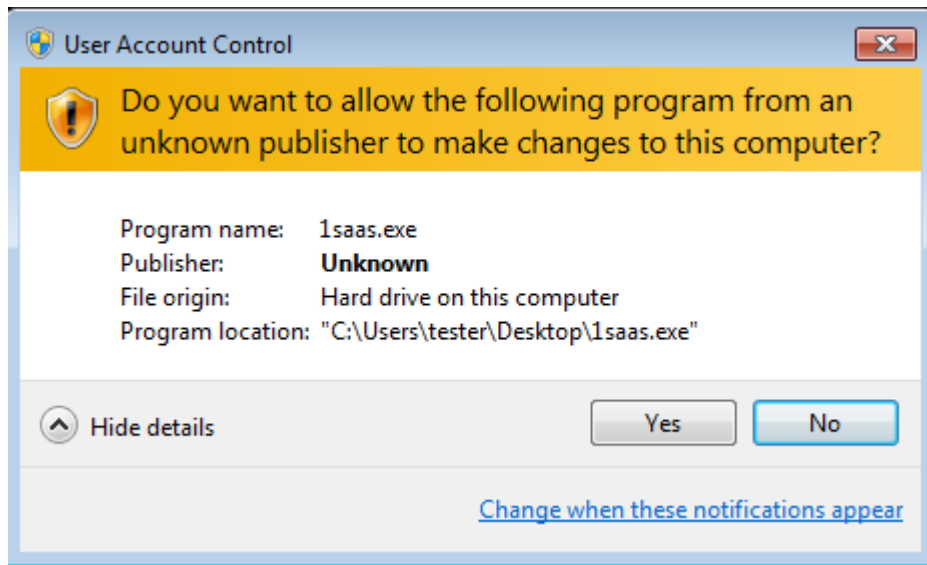 User Account Control
Do you want to allow the following program from an
unknown publisher to make changes to this computer?
Program name: 1saas.exe
Publisher: Unknown
File origin: Hard drive on this computer
Program location: "C:\Users\tester\Desktop\1saas.exe"
Hide details
Yes
No
Change when these notifications appear